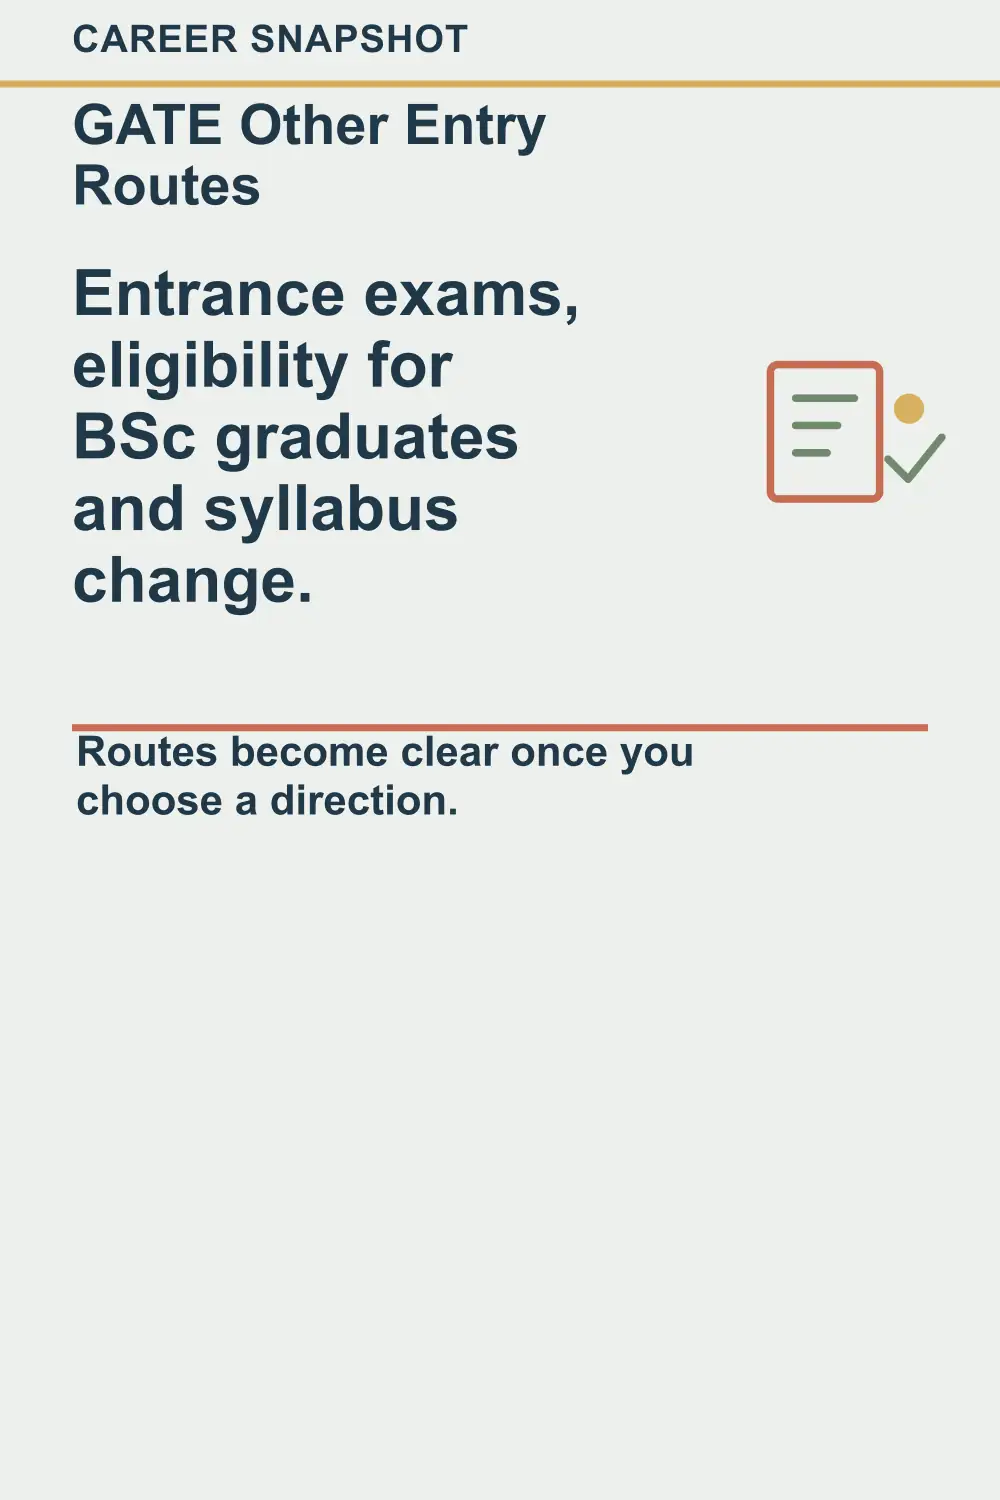 CAREER SNAPSHOT
GATE Other Entry
Routes
Entrance exams,
eligibility for
BSc graduates
and syllabus
change.
Routes become clear once you
choose a direction.